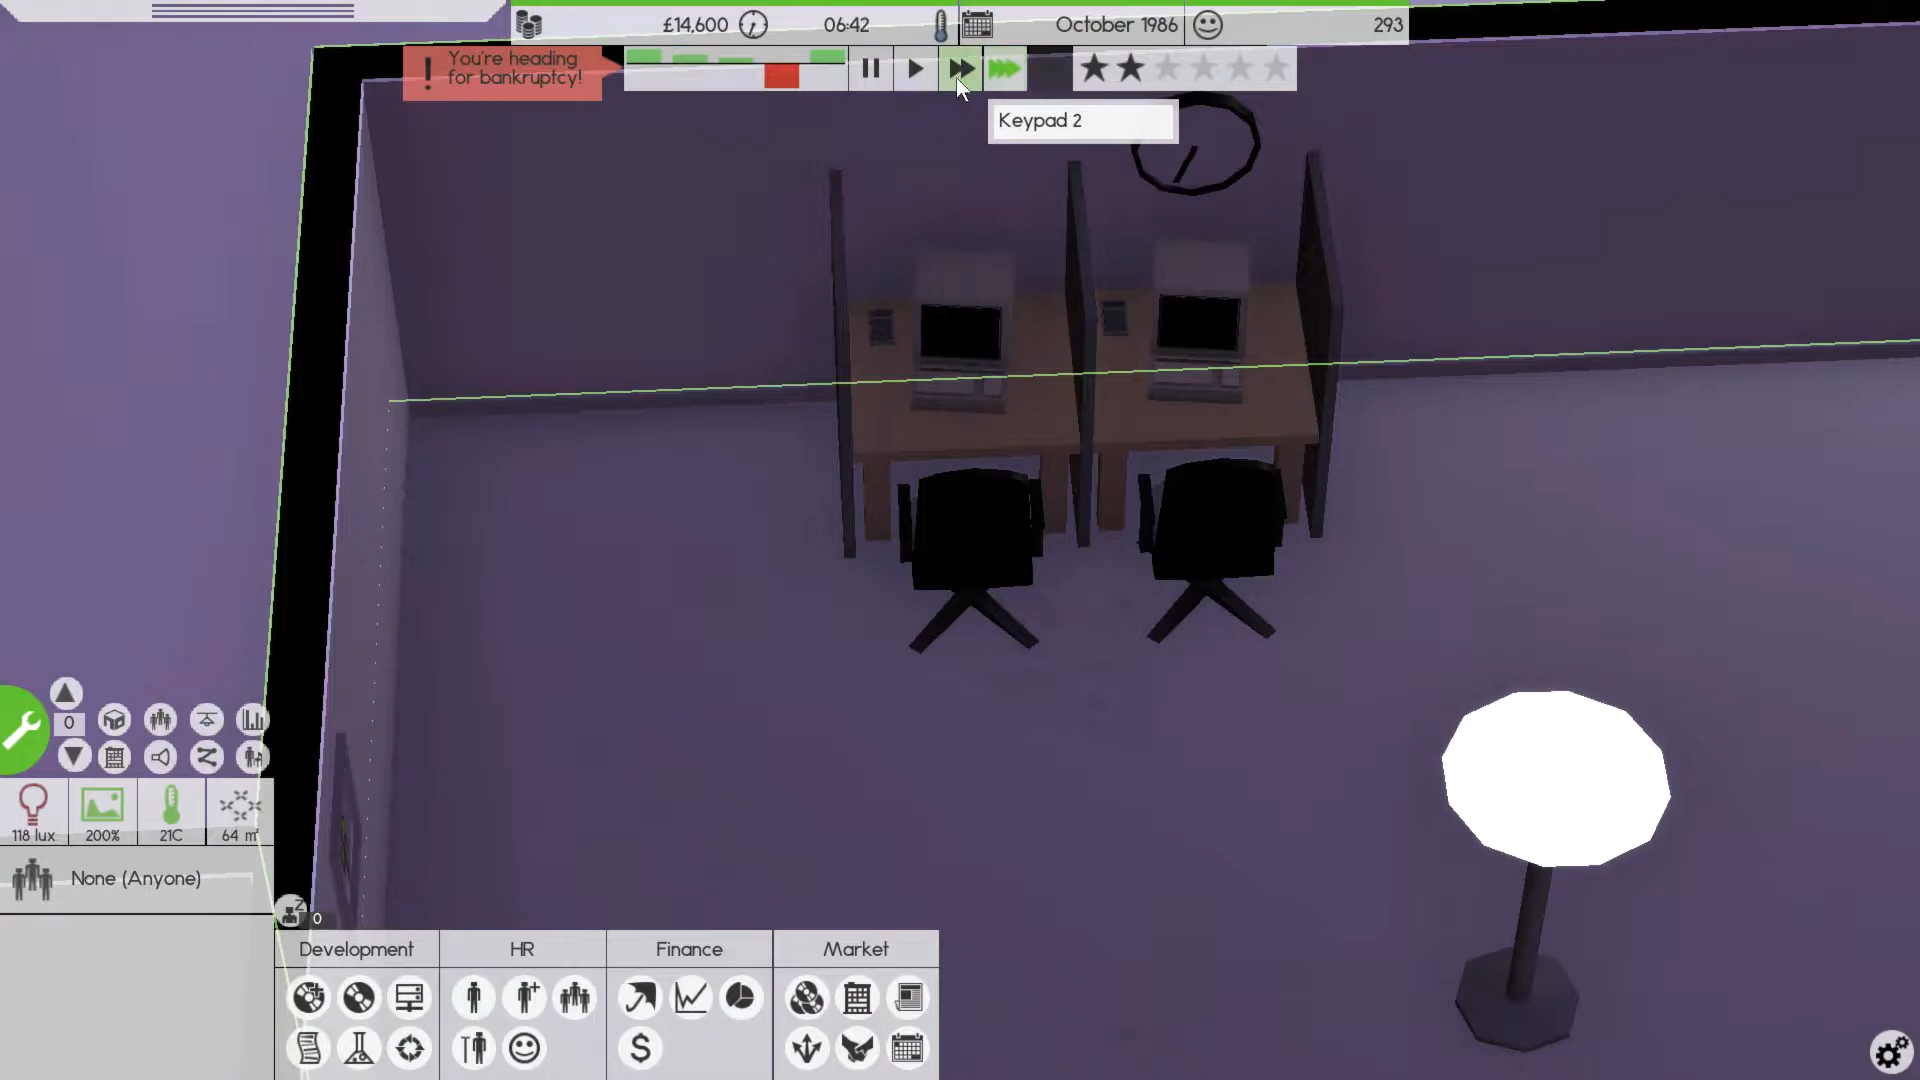 £14,600
06:42
October 1986
293
You're heading
for bankruptcy!
Keypad 2
0
118 lux
200%
21C
64 m²
None (Anyone)
Z
0
Development
HR
Finance
Market